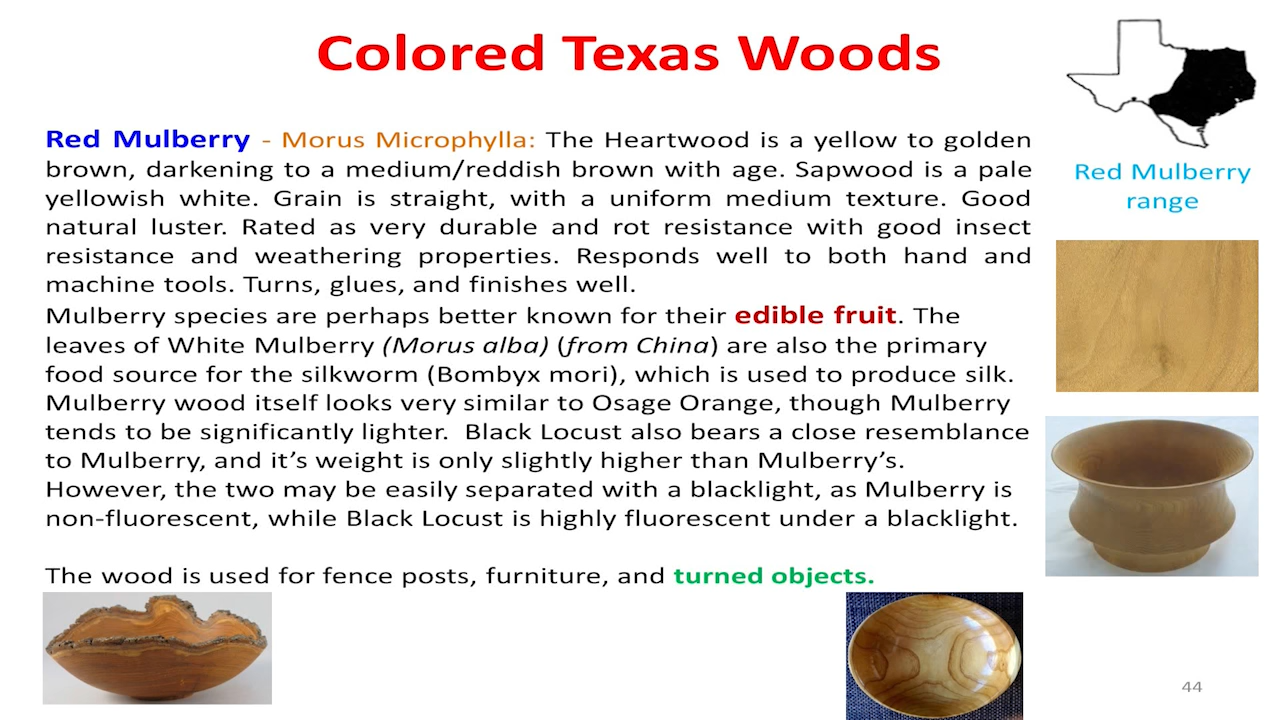 Colored Texas Woods
Red Mulberry - Morus Microphylla: The Heartwood is a yellow to golden
brown, darkening to a medium/reddish brown with age. Sapwood is a pale
yellowish white. Grain is straight, with a uniform medium texture. Good
natural luster. Rated as very durable and rot resistance with good insect
resistance and weathering properties. Responds well to both hand and
machine tools. Turns, glues, and finishes well.
Mulberry species are perhaps better known for their edible fruit. The
leaves of White Mulberry (Morus alba) (from China) are also the primary
food source for the silkworm (Bombyx mori), which is used to produce silk.
Mulberry wood itself looks very similar to Osage Orange, though Mulberry
tends to be significantly lighter.  Black Locust also bears a close resemblance
to Mulberry, and it’s weight is only slightly higher than Mulberry’s.
However, the two may be easily separated with a blacklight, as Mulberry is
non-fluorescent, while Black Locust is highly fluorescent under a blacklight.
The wood is used for fence posts, furniture, and turned objects.
Red Mulberry
range
44